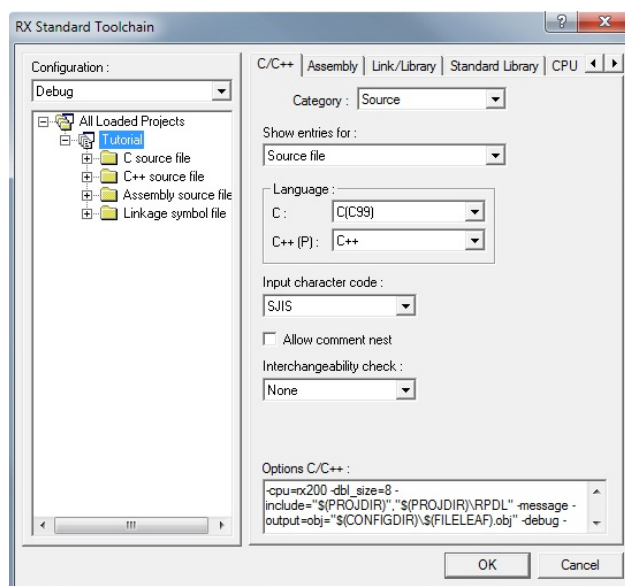 RX Standard Toolchain
Configuration :
Debug
All Loaded Projects
Tutorial
C source file
C++ source file
Assembly source file
Linkage symbol file
C/C++ Assembly Link/Library Standard Library CPU
Category : Source
Show entries for :
Source file
Language :
C : C(C99)
C++ (P) : C++
Input character code :
SJIS
Allow comment nest
Interchangeability check :
None
Options C/C++ :
-cpu=rx200 -dbl_size=8 -
include="$(PROJDIR)","$(PROJDIR)\RPDL" -message -
output=obj="$(CONFIGDIR)\$(FILELEAF).obj" -debug -
OK Cancel